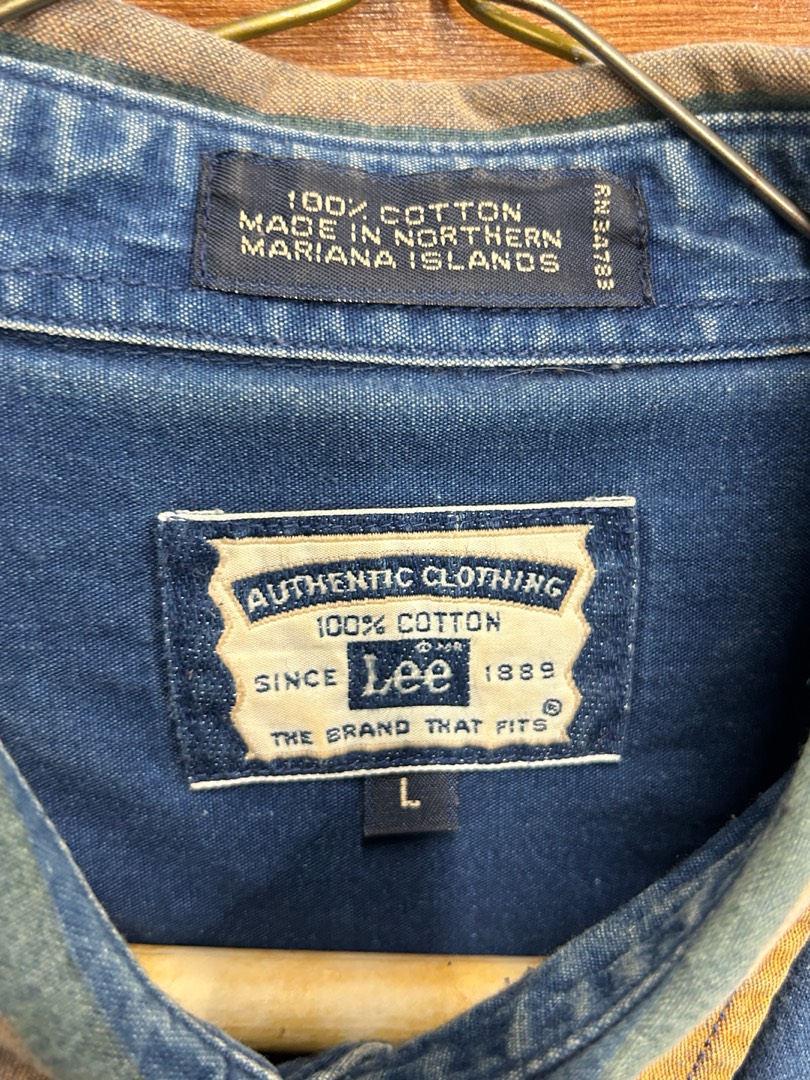 100% COTTON
MADE IN NORTHERN
MARIANA ISLANDS
RN 34783
AUTHENTIC CLOTHING
100% COTTON
SINCE Lee 1889
® MR
THE BRAND THAT FITS®
L